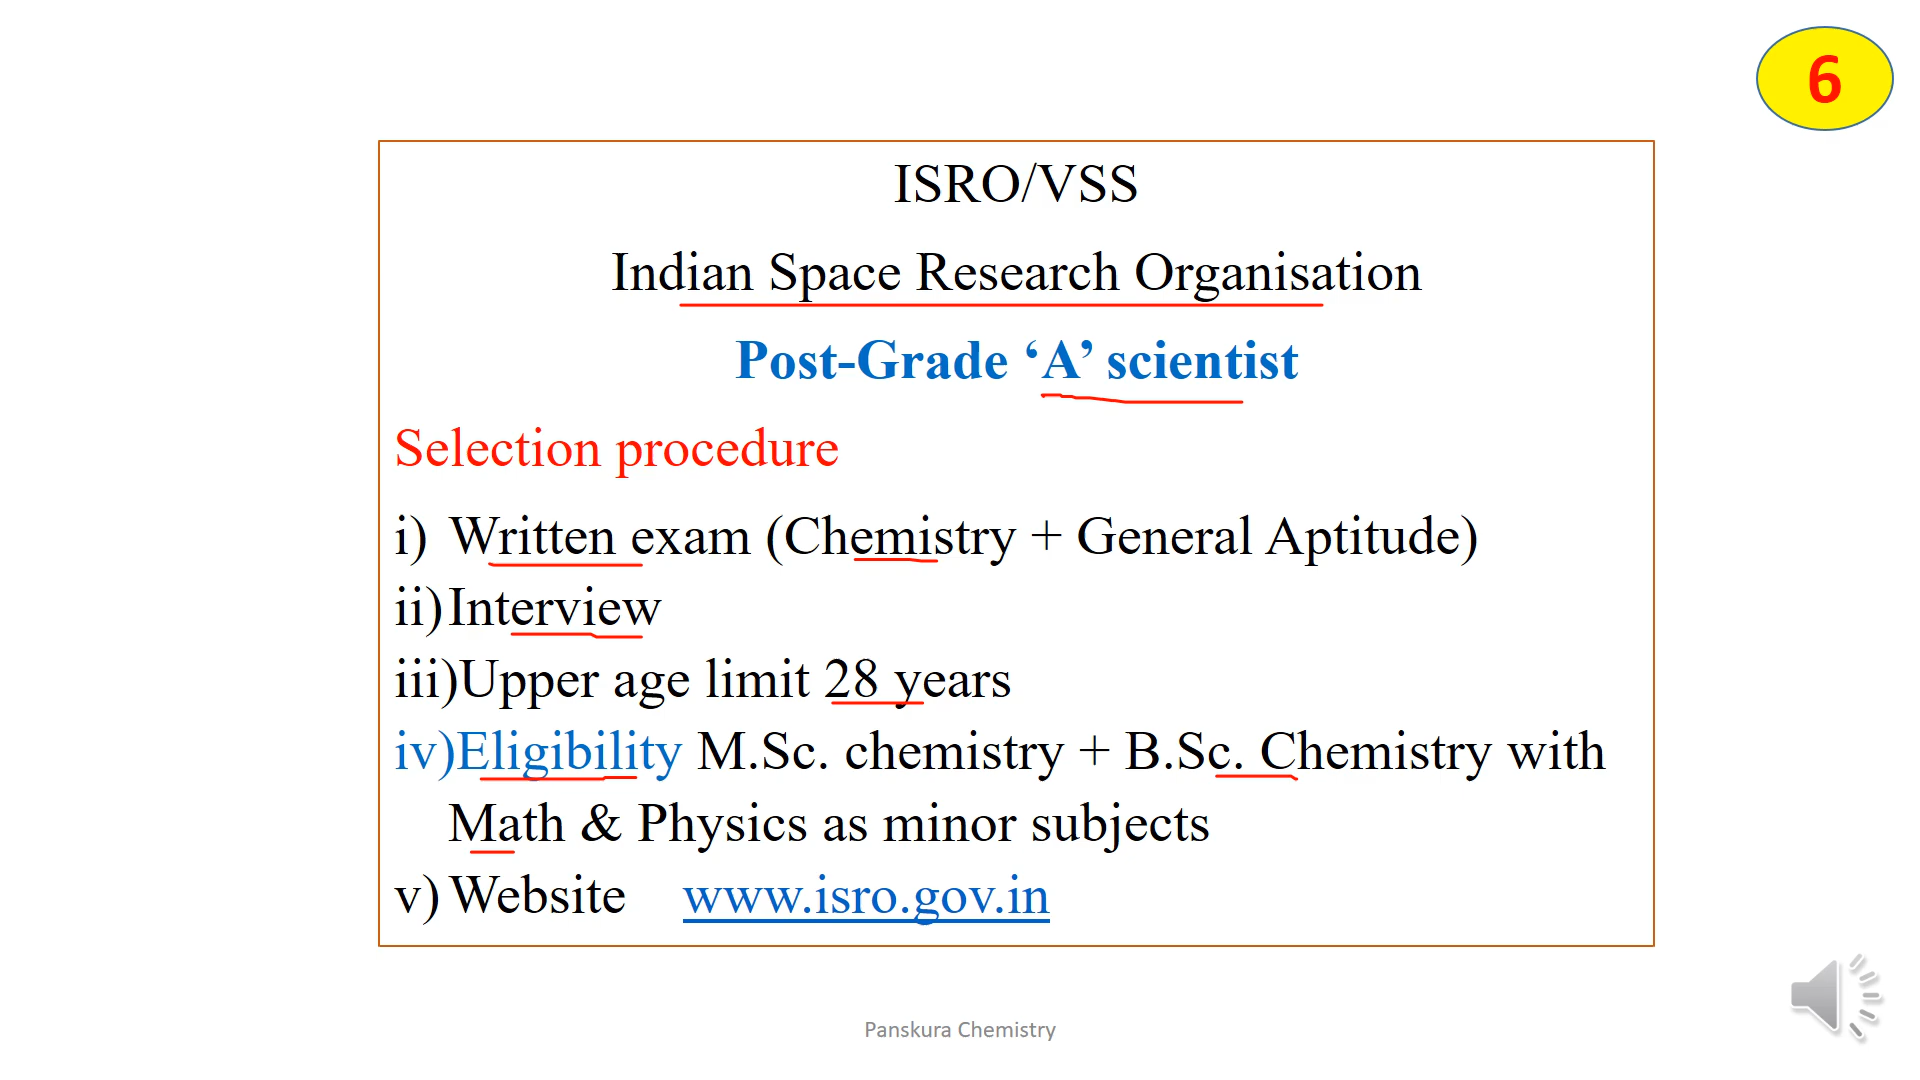 6
ISRO/VSS
Indian Space Research Organisation
Post-Grade ‘A’ scientist
Selection procedure
i) Written exam (Chemistry + General Aptitude)
ii) Interview
iii)Upper age limit 28 years
iv)Eligibility M.Sc. chemistry + B.Sc. Chemistry with
Math & Physics as minor subjects
v) Website www.isro.gov.in
Panskura Chemistry